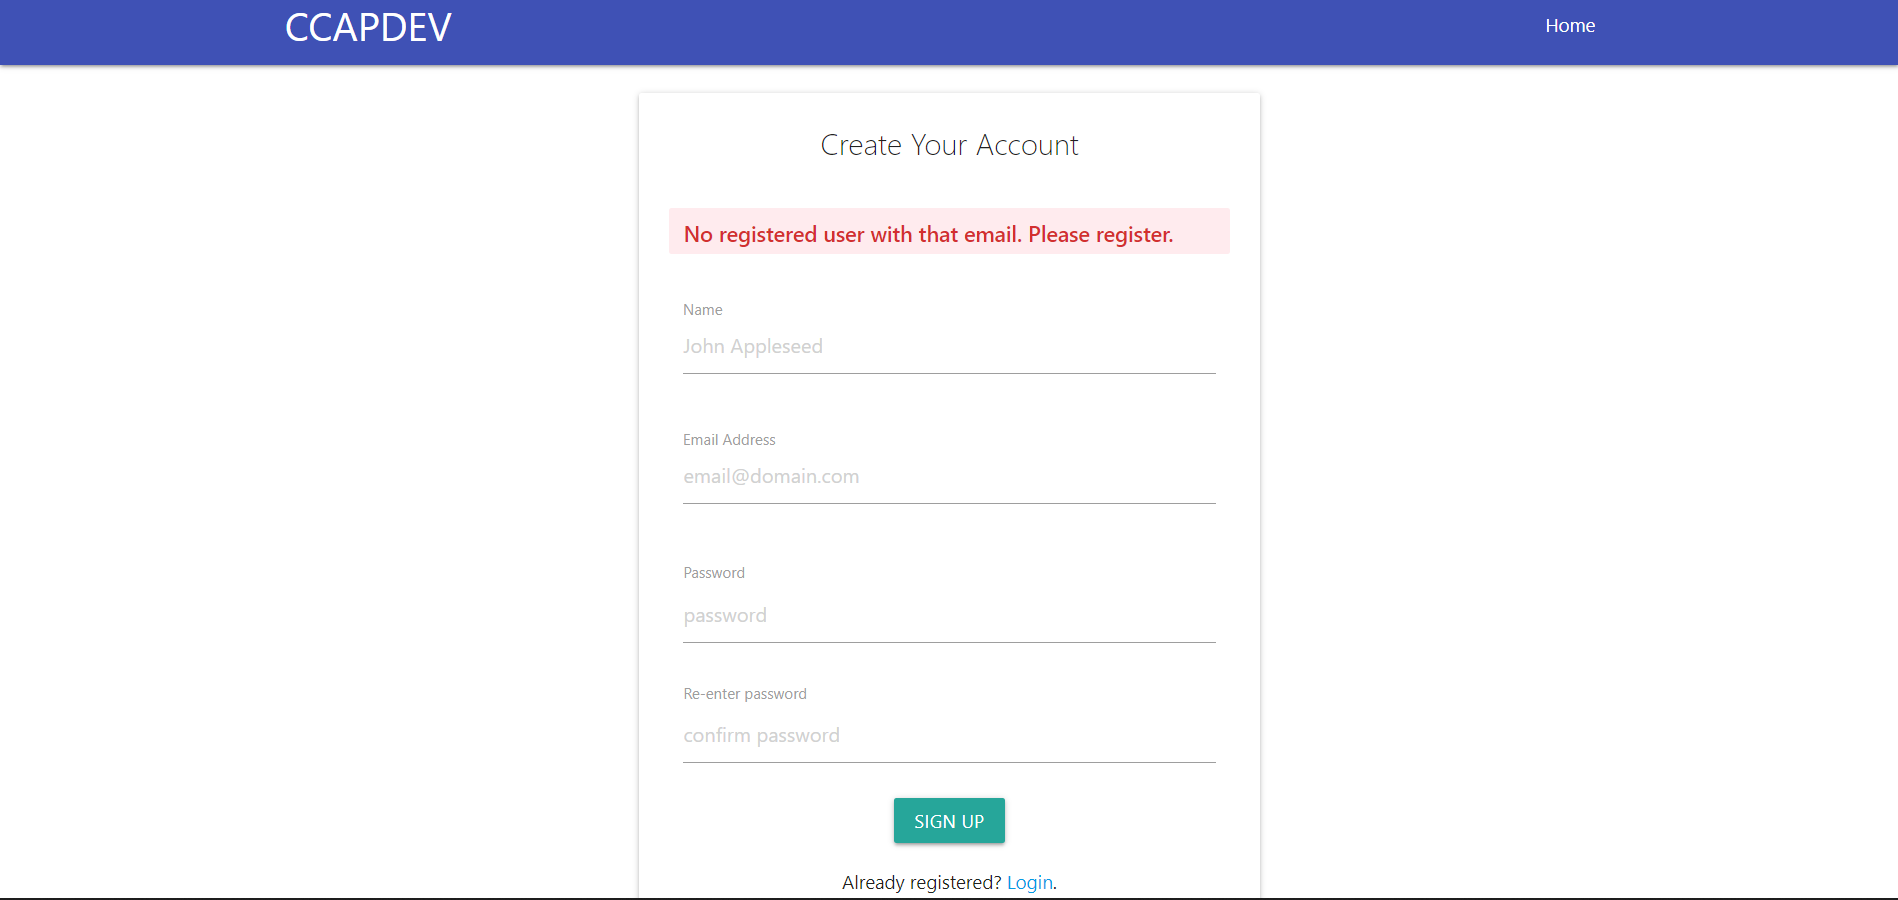 CCAPDEV
Home
Create Your Account
No registered user with that email. Please register.
Name
John Appleseed
Email Address
email@domain.com
Password
password
Re-enter password
confirm password
SIGN UP
Already registered? Login.